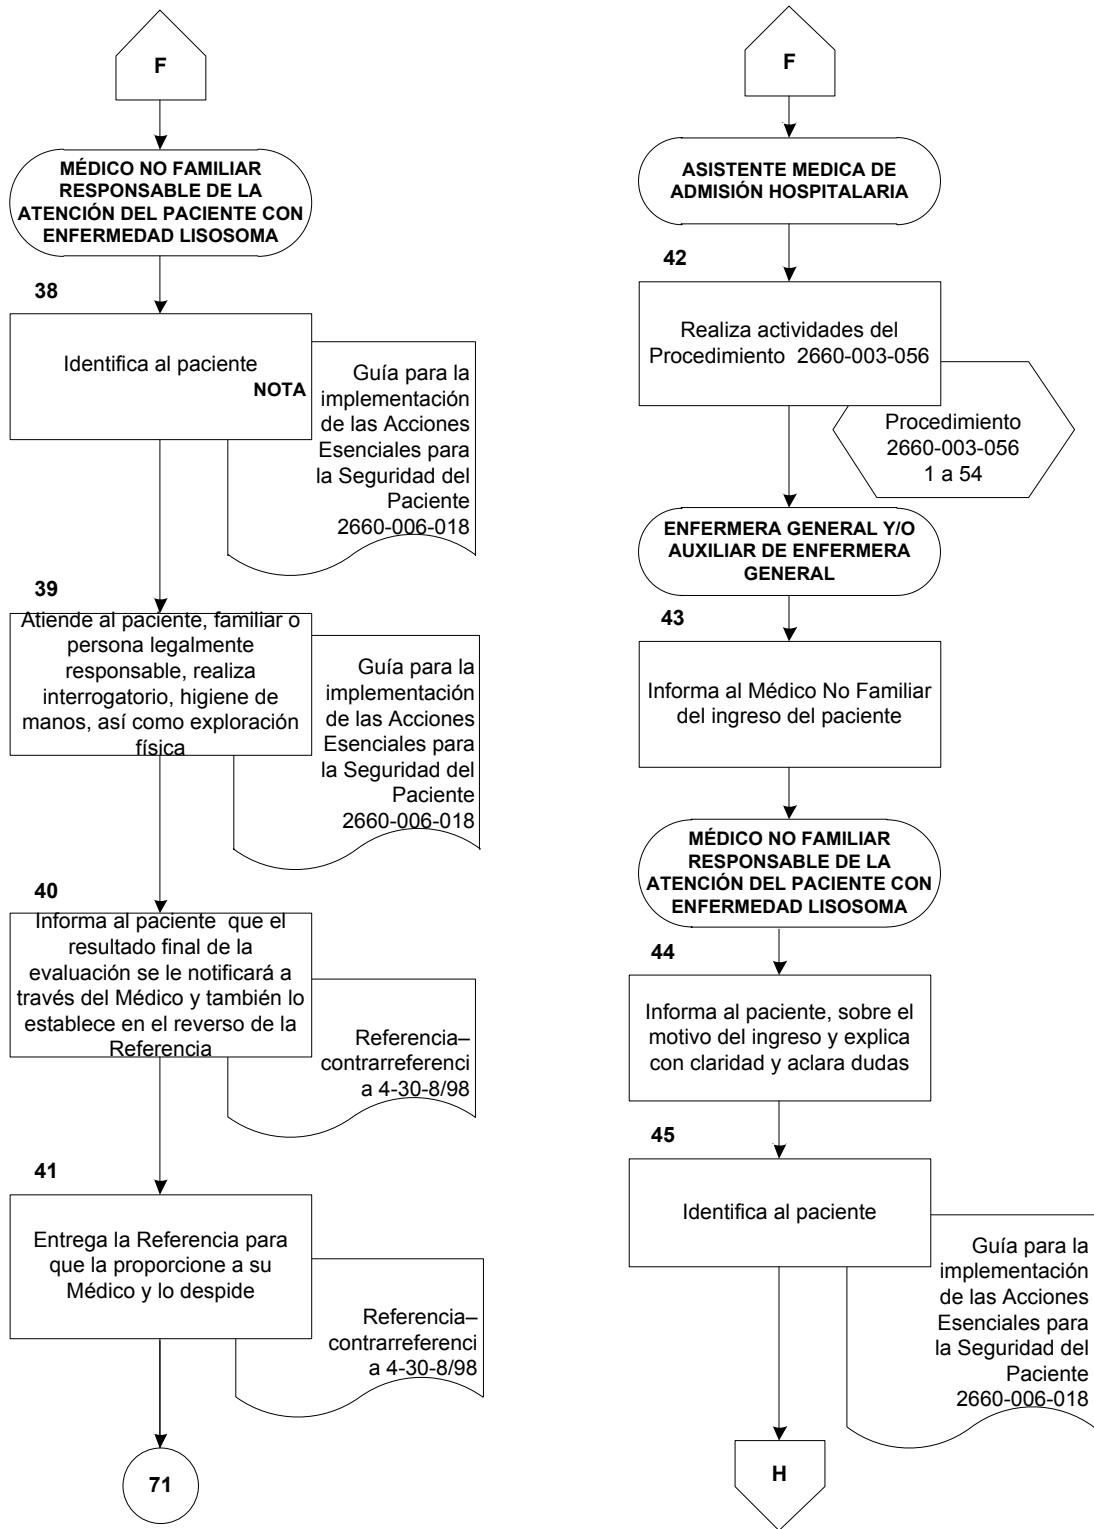 F
MÉDICO NO FAMILIAR
RESPONSABLE DE LA
ATENCIÓN DEL PACIENTE CON
ENFERMEDAD LISOSOMA
38
Identifica al paciente
NOTA
Guía para la
implementación
de las Acciones
Esenciales para
la Seguridad del
Paciente
2660-006-018
39
Atiende al paciente, familiar o
persona legalmente
responsable, realiza
interrogatorio, higiene de
manos, así como exploración
física
Guía para la
implementación
de las Acciones
Esenciales para
la Seguridad del
Paciente
2660-006-018
40
Informa al paciente que el
resultado final de la
evaluación se le notificará a
través del Médico y también lo
establece en el reverso de la
Referencia
Referencia–
contrarreferenci
a 4-30-8/98
41
Entrega la Referencia para
que la proporcione a su
Médico y lo despide
Referencia–
contrarreferenci
a 4-30-8/98
71
F
ASISTENTE MEDICA DE
ADMISIÓN HOSPITALARIA
42
Realiza actividades del
Procedimiento 2660-003-056
Procedimiento
2660-003-056
1 a 54
ENFERMERA GENERAL Y/O
AUXILIAR DE ENFERMERA
GENERAL
43
Informa al Médico No Familiar
del ingreso del paciente
MÉDICO NO FAMILIAR
RESPONSABLE DE LA
ATENCIÓN DEL PACIENTE CON
ENFERMEDAD LISOSOMA
44
Informa al paciente, sobre el
motivo del ingreso y explica
con claridad y aclara dudas
45
Identifica al paciente
Guía para la
implementación
de las Acciones
Esenciales para
la Seguridad del
Paciente
2660-006-018
H